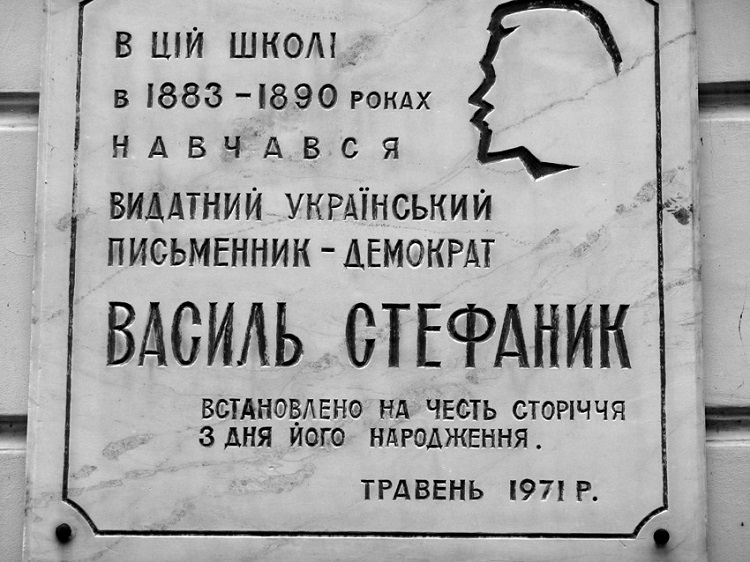 В ЦІЙ ШКОЛІ
В 1883-1890 РОКАХ
НАВЧАВСЯ
ВИДАТНИЙ УКРАЇНСЬКИЙ
ПИСЬМЕННИК-ДЕМОКРАТ
ВАСИЛЬ СТЕФАНИК
ВСТАНОВЛЕНО НА ЧЕСТЬ СТОРІЧЧЯ
З ДНЯ ЙОГО НАРОДЖЕННЯ.
ТРАВЕНЬ 1971 Р.